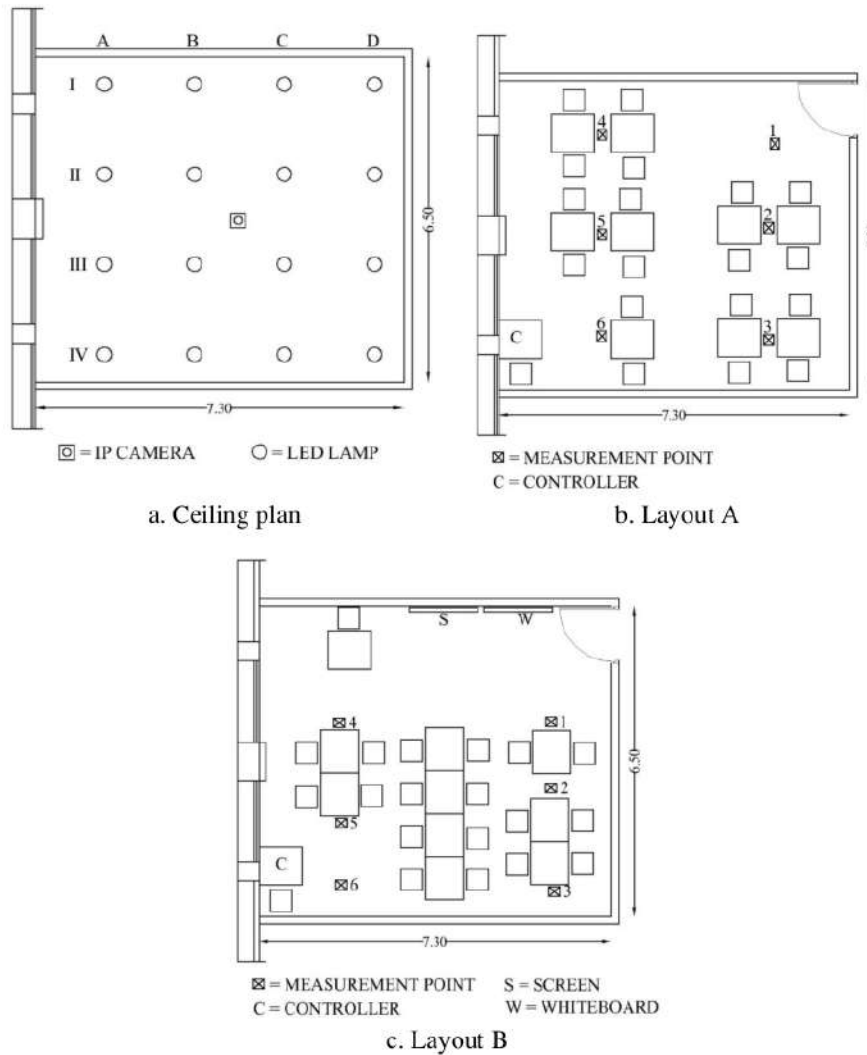 A B C D
I
II
III
IV
6.50
7.30
= IP CAMERA = LED LAMP
a. Ceiling plan
4
1
5
2
6
C
3
7.30
= MEASUREMENT POINT
C = CONTROLLER
b. Layout A
S W
4
1
2
5
C
6
3
6.50
7.30
= MEASUREMENT POINT S = SCREEN
C = CONTROLLER W = WHITEBOARD
c. Layout B